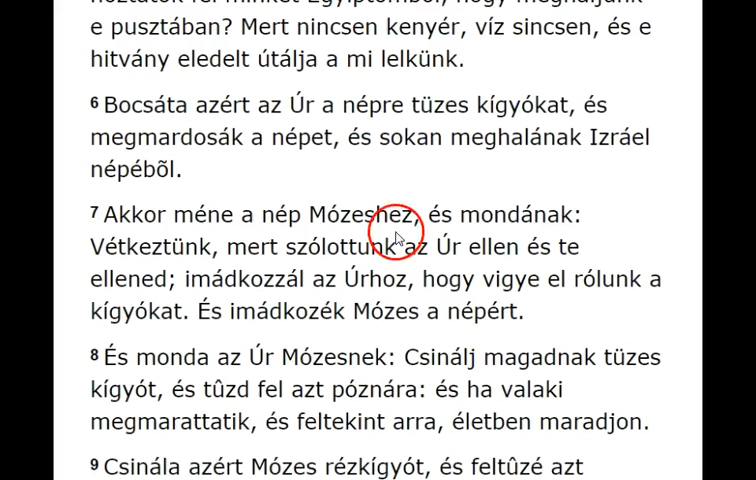 e pusztában? Mert nincsen kenyér, víz sincsen, és e
hitvány eledelt útálja a mi lelkünk.
6 Bocsáta azért az Úr a népre tüzes kígyókat, és
megmardosák a népet, és sokan meghalának Izráel
népébõl.
7 Akkor méne a nép Mózeshez, és mondának:
Vétkeztünk, mert szólottunk az Úr ellen és te
ellened; imádkozzál az Úrhoz, hogy vigye el rólunk a
kígyókat. És imádkozék Mózes a népért.
8 És monda az Úr Mózesnek: Csinálj magadnak tüzes
kígyót, és tûzd fel azt póznára: és ha valaki
megmarattatik, és feltekint arra, életben maradjon.
9 Csinála azért Mózes rézkígyót, és feltûzé azt